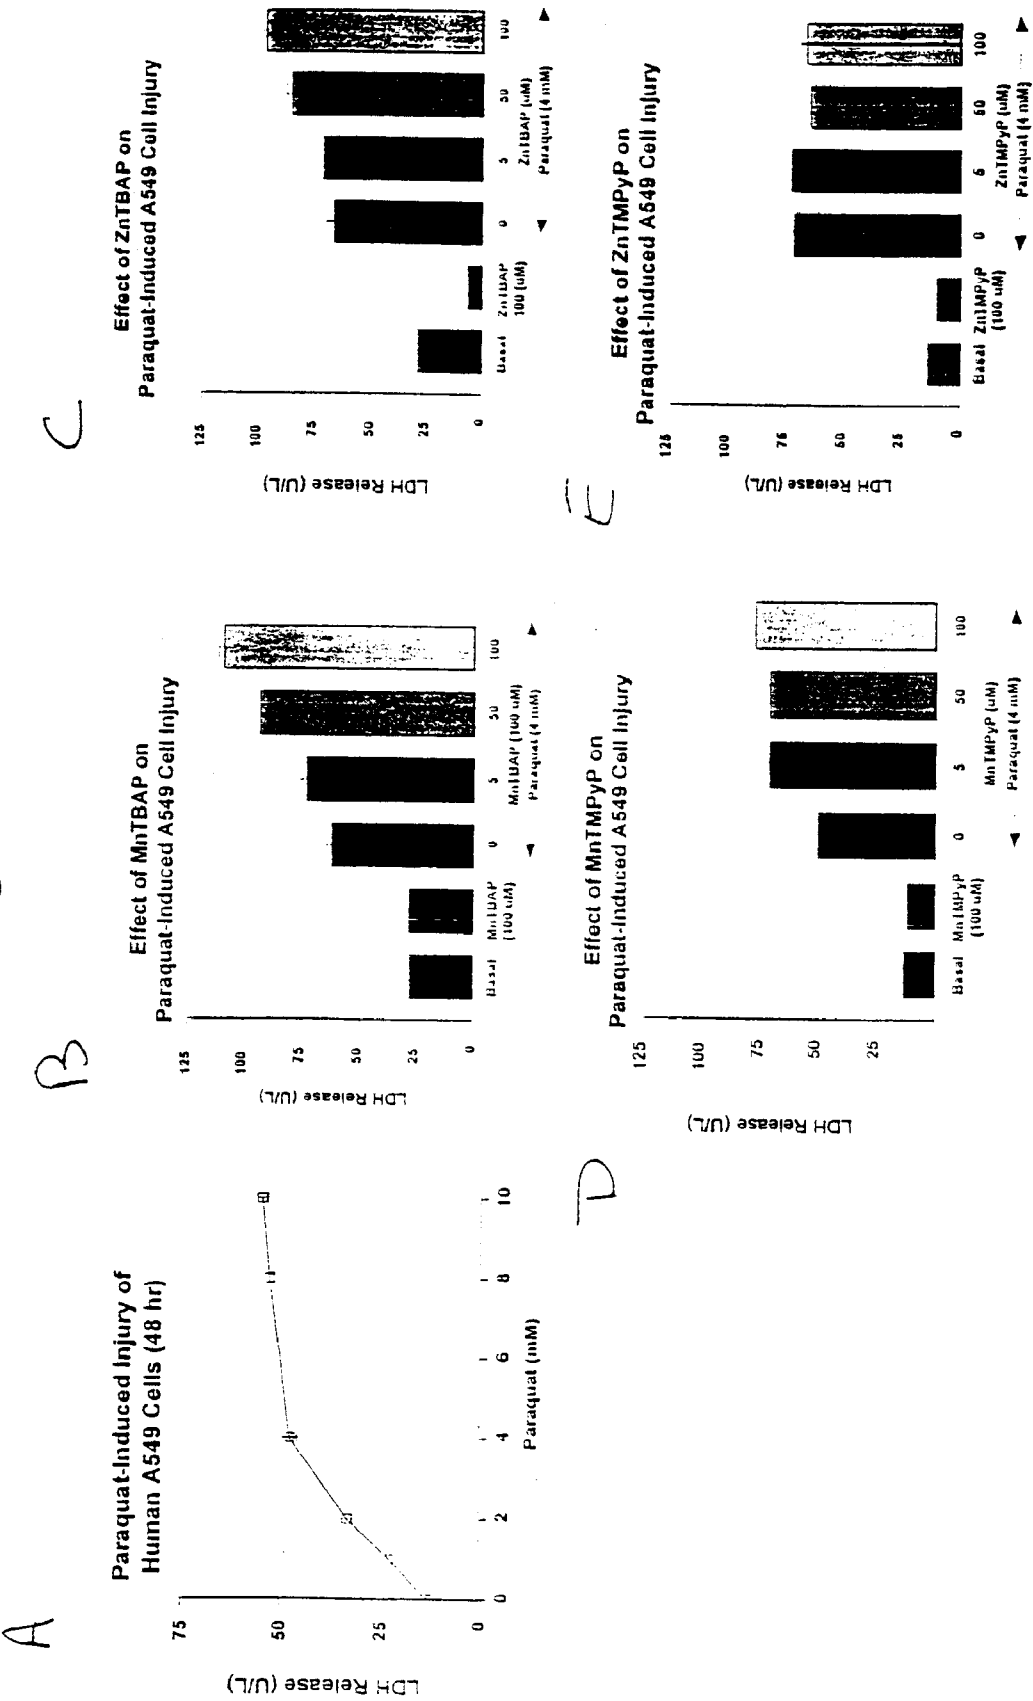 A
Paraquat-Induced Injury of
Human A549 Cells (48 hr)
LDH Release (U/L)
75
50
25
0
0 2 4 6 8 10
Paraquat (mM)
B
Effect of MnTBAP on
Paraquat-Induced A549 Cell Injury
LDH Release (U/L)
125
100
75
50
25
0
Basal MnTBAP 0 5 50 100
(100 uM) MnTBAP (100 uM)
Paraquat (4 mM)
C
Effect of ZnTBAP on
Paraquat-Induced A549 Cell Injury
LDH Release (U/L)
125
100
75
50
25
0
Basal ZnTBAP 0 5 50 100
100 (uM) ZnTBAP (uM)
Paraquat (4 mM)
D
Effect of MnTMPyP on
Paraquat-Induced A549 Cell Injury
LDH Release (U/L)
125
100
75
50
25
Basal MnTMPyP 0 5 50 100
(100 uM) MnTMPyP (uM)
Paraquat (4 mM)
E
Effect of ZnTMPyP on
Paraquat-Induced A549 Cell Injury
LDH Release (U/L)
125
100
75
50
25
0
Basal ZnTMPyP 0 5 50 100
(100 uM) ZnTMPyP (uM)
Paraquat (4 mM)